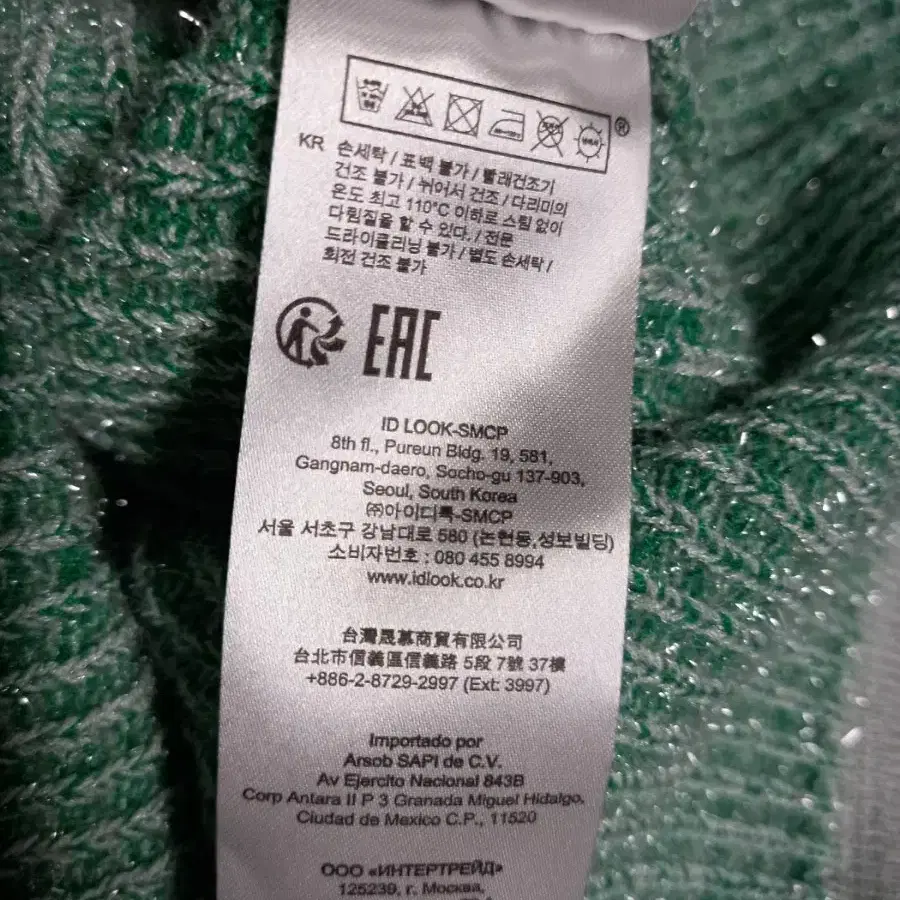 KR 손세탁 / 표백 불가 / 빨래건조기
건조 불가 / 뉘어서 건조 / 다리미의
온도 최고 110°C 이하로 스팀 없이
다림질을 할 수 있다. / 전문
드라이클리닝 불가 / 별도 손세탁 /
회전 건조 불가
EAC
ID LOOK-SMCP
8th fl., Pureun Bldg. 19, 581,
Gangnam-daero, Socho-gu 137-903,
Seoul, South Korea
㈜아이디룩-SMCP
서울 서초구 강남대로 580 (논현동,성보빌딩)
소비자번호 : 080 455 8994
www.idlook.co.kr
台灣晟慕商貿有限公司
台北市信義區信義路 5段 7號 37樓
+886-2-8729-2997 (Ext: 3997)
Importado por
Arsob SAPI de C.V.
Av Ejercito Nacional 843B
Corp Antara II P 3 Granada Miguel Hidalgo,
Ciudad de Mexico C.P., 11520
ООО «ИНТЕРТРЕЙД»
125239, г. Москва,